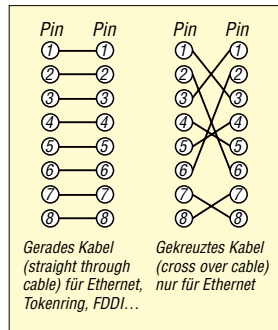 Pin Pin Pin Pin
1 1 1 1
2 2 2 2
3 3 3 3
4 4 4 4
5 5 5 5
6 6 6 6
7 7 7 7
8 8 8 8
Gerades Kabel
(straight through
cable) für Ethernet,
Tokenring, FDDI...
Gekreuztes Kabel
(cross over cable)
nur für Ethernet